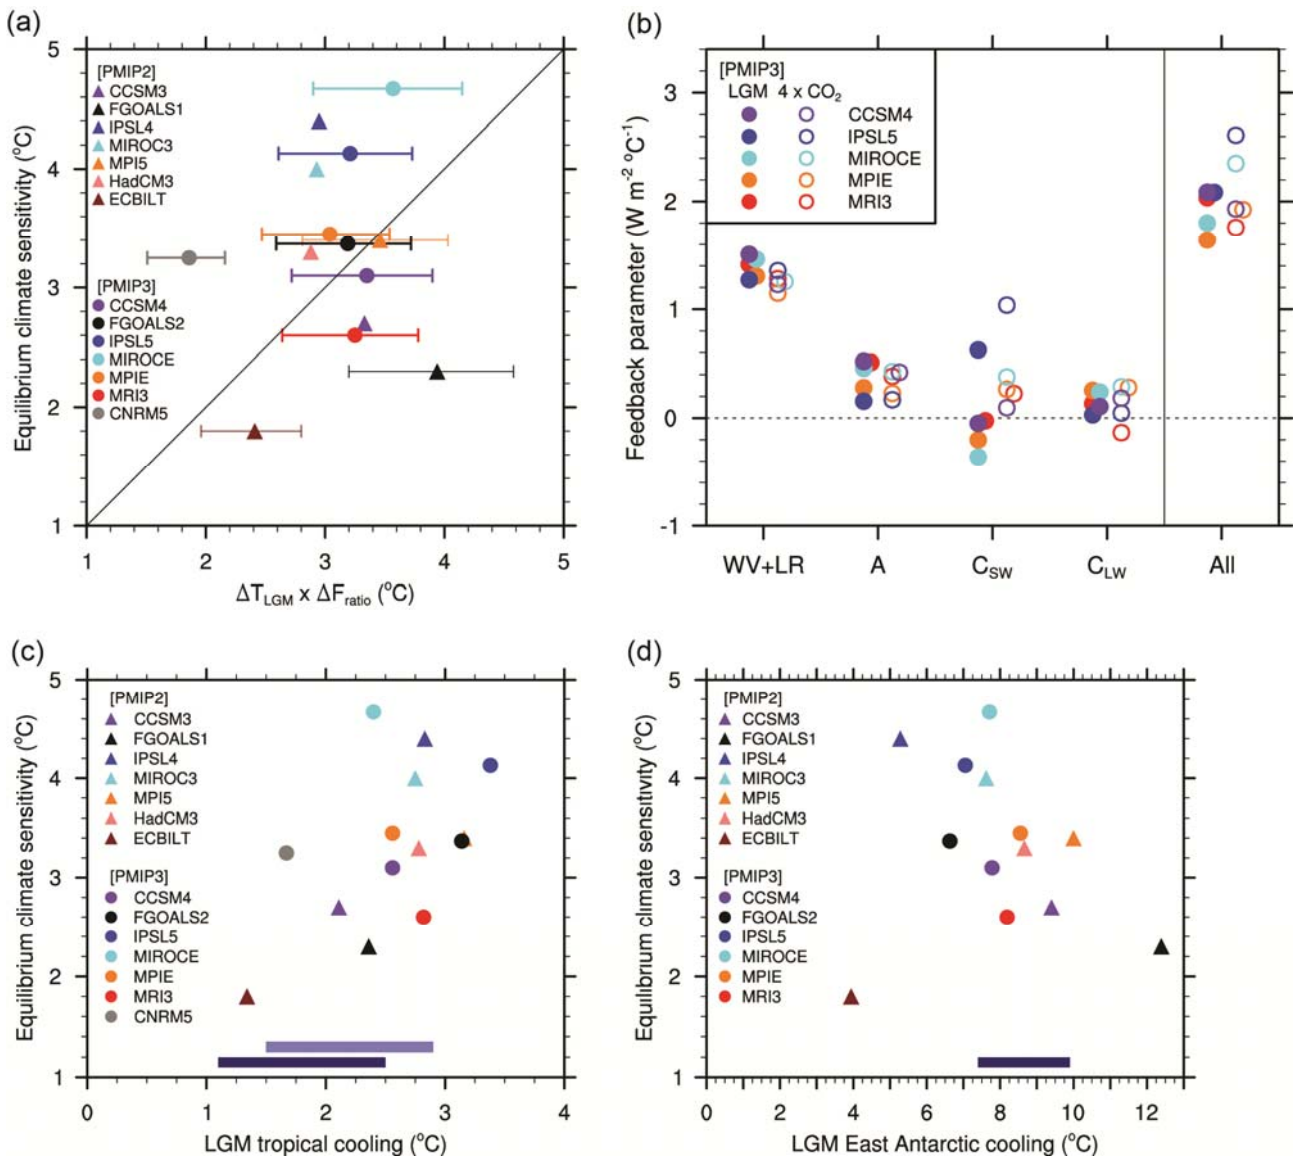 (a)
5
4
3
2
1
Equilibrium climate sensitivity (°C)
[PMIP2]
CCSM3
FGOALS1
IPSL4
MIROC3
MPI5
HadCM3
ECBILT
[PMIP3]
CCSM4
FGOALS2
IPSL5
MIROCE
MPIE
MRI3
CNRM5
1 2 3 4 5
ΔT_LGM x ΔF_ratio (°C)
(b)
3
2
1
0
-1
Feedback parameter (W m⁻² °C⁻¹)
[PMIP3]
LGM 4 x CO₂
CCSM4
IPSL5
MIROCE
MPIE
MRI3
WV+LR A C_SW C_LW All
(c)
5
4
3
2
1
Equilibrium climate sensitivity (°C)
[PMIP2]
CCSM3
FGOALS1
IPSL4
MIROC3
MPI5
HadCM3
ECBILT
[PMIP3]
CCSM4
FGOALS2
IPSL5
MIROCE
MPIE
MRI3
CNRM5
0 1 2 3 4
LGM tropical cooling (°C)
(d)
5
4
3
2
1
Equilibrium climate sensitivity (°C)
[PMIP2]
CCSM3
FGOALS1
IPSL4
MIROC3
MPI5
HadCM3
ECBILT
[PMIP3]
CCSM4
FGOALS2
IPSL5
MIROCE
MPIE
MRI3
0 2 4 6 8 10 12
LGM East Antarctic cooling (°C)